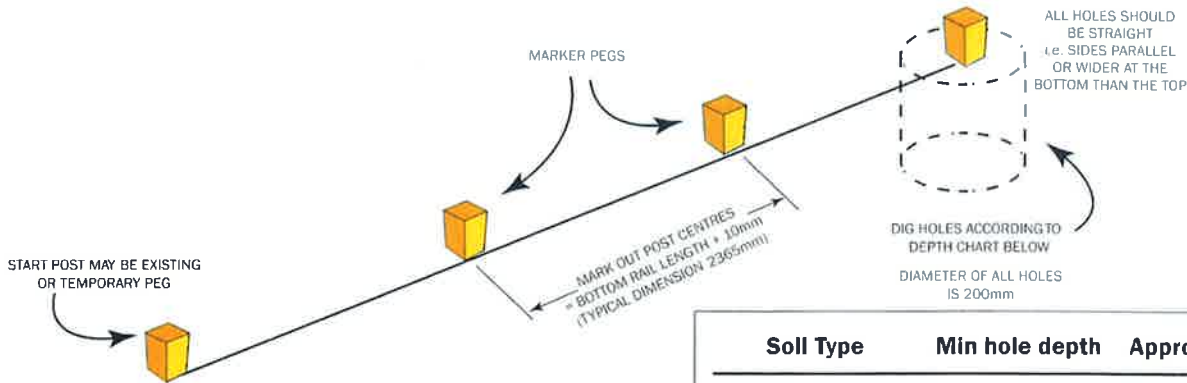 ALL HOLES SHOULD
BE STRAIGHT
i.e. SIDES PARALLEL
OR WIDER AT THE
BOTTOM THAN THE TOP
MARKER PEGS
MARK OUT POST CENTRES
= BOTTOM RAIL LENGTH + 10mm
(TYPICAL DIMENSION 2365mm)
DIG HOLES ACCORDING TO
DEPTH CHART BELOW
DIAMETER OF ALL HOLES
IS 200mm
START POST MAY BE EXISTING
OR TEMPORARY PEG
Soll Type Min hole depth Appro